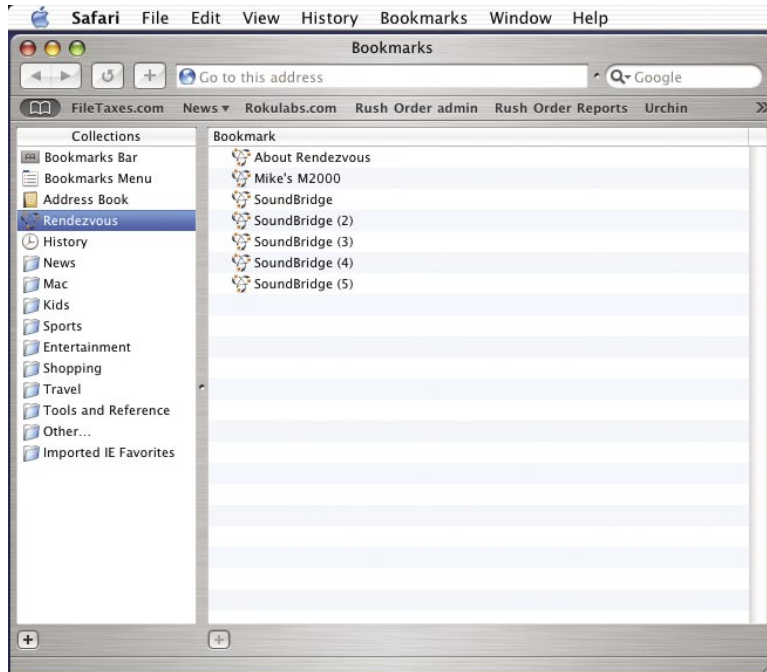 Safari File Edit View History Bookmarks Window Help
Bookmarks
Go to this address
Google
FileTaxes.com News Rokulabs.com Rush Order admin Rush Order Reports Urchin
Collections
Bookmarks Bar
Bookmarks Menu
Address Book
Rendezvous
History
News
Mac
Kids
Sports
Entertainment
Shopping
Travel
Tools and Reference
Other...
Imported IE Favorites
Bookmark
About Rendezvous
Mike's M2000
SoundBridge
SoundBridge (2)
SoundBridge (3)
SoundBridge (4)
SoundBridge (5)